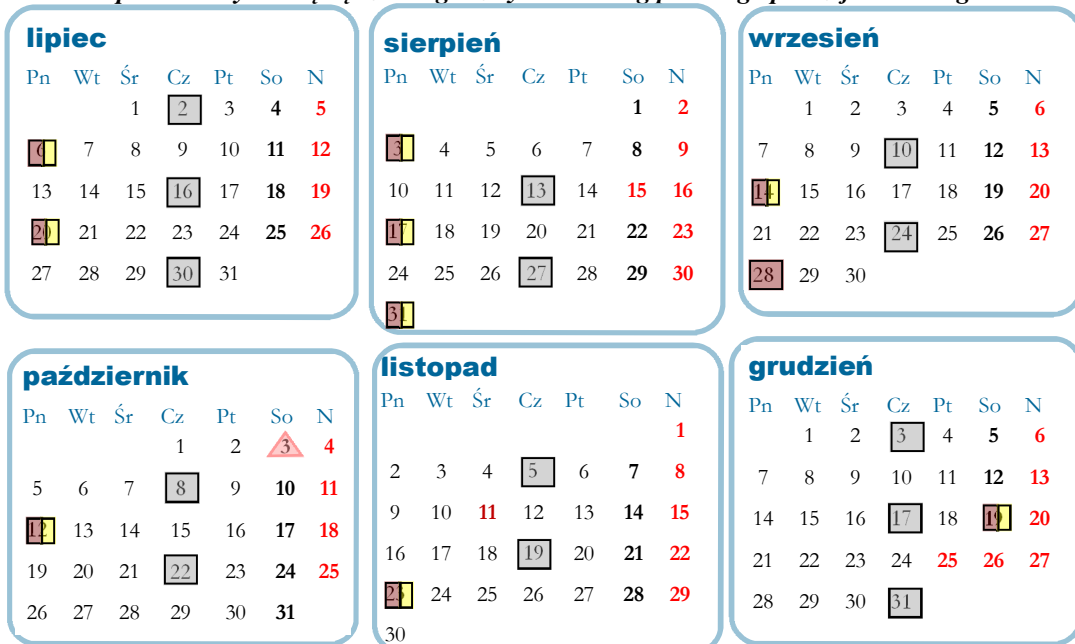 lipiec
Pn Wt Śr Cz Pt So N
1 2 3 4 5
6 7 8 9 10 11 12
13 14 15 16 17 18 19
20 21 22 23 24 25 26
27 28 29 30 31
sierpień
Pn Wt Śr Cz Pt So N
1 2
3 4 5 6 7 8 9
10 11 12 13 14 15 16
17 18 19 20 21 22 23
24 25 26 27 28 29 30
31
wrzesień
Pn Wt Śr Cz Pt So N
1 2 3 4 5 6
7 8 9 10 11 12 13
14 15 16 17 18 19 20
21 22 23 24 25 26 27
28 29 30
październik
Pn Wt Śr Cz Pt So N
1 2 3 4
5 6 7 8 9 10 11
12 13 14 15 16 17 18
19 20 21 22 23 24 25
26 27 28 29 30 31
listopad
Pn Wt Śr Cz Pt So N
1
2 3 4 5 6 7 8
9 10 11 12 13 14 15
16 17 18 19 20 21 22
23 24 25 26 27 28 29
30
grudzień
Pn Wt Śr Cz Pt So N
1 2 3 4 5 6
7 8 9 10 11 12 13
14 15 16 17 18 19 20
21 22 23 24 25 26 27
28 29 30 31